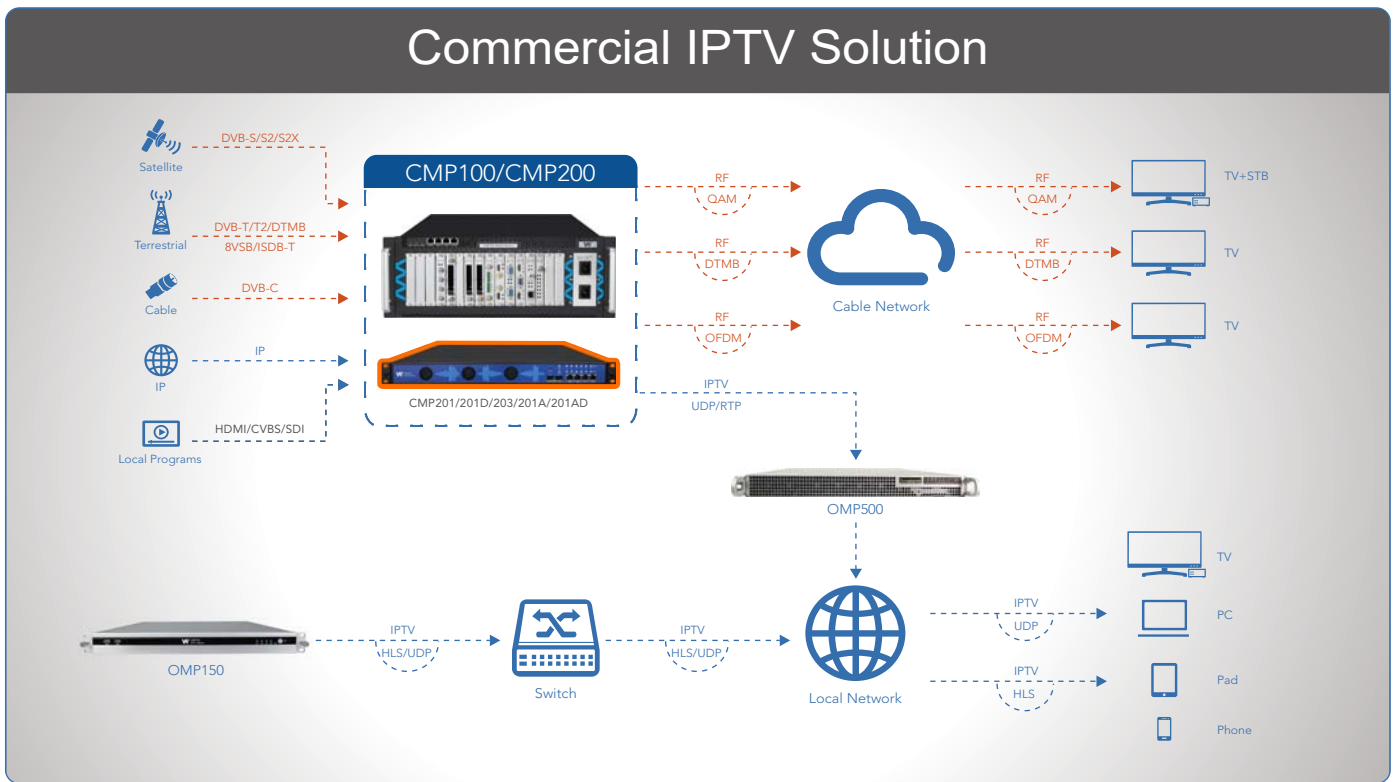 Commercial IPTV Solution
Satellite
DVB-S/S2/S2X
Terrestrial
DVB-T/T2/DTMB
8VSB/ISDB-T
Cable
DVB-C
IP
IP
Local Programs
HDMI/CVBS/SDI
CMP100/CMP200
CMP201/201D/203/201A/201AD
RF
QAM
RF
DTMB
RF
OFDM
Cable Network
RF
QAM
RF
DTMB
RF
OFDM
TV+STB
TV
TV
IPTV
UDP/RTP
OMP500
OMP150
IPTV
HLS/UDP
Switch
IPTV
HLS/UDP
Local Network
IPTV
UDP
IPTV
HLS
TV
PC
Pad
Phone